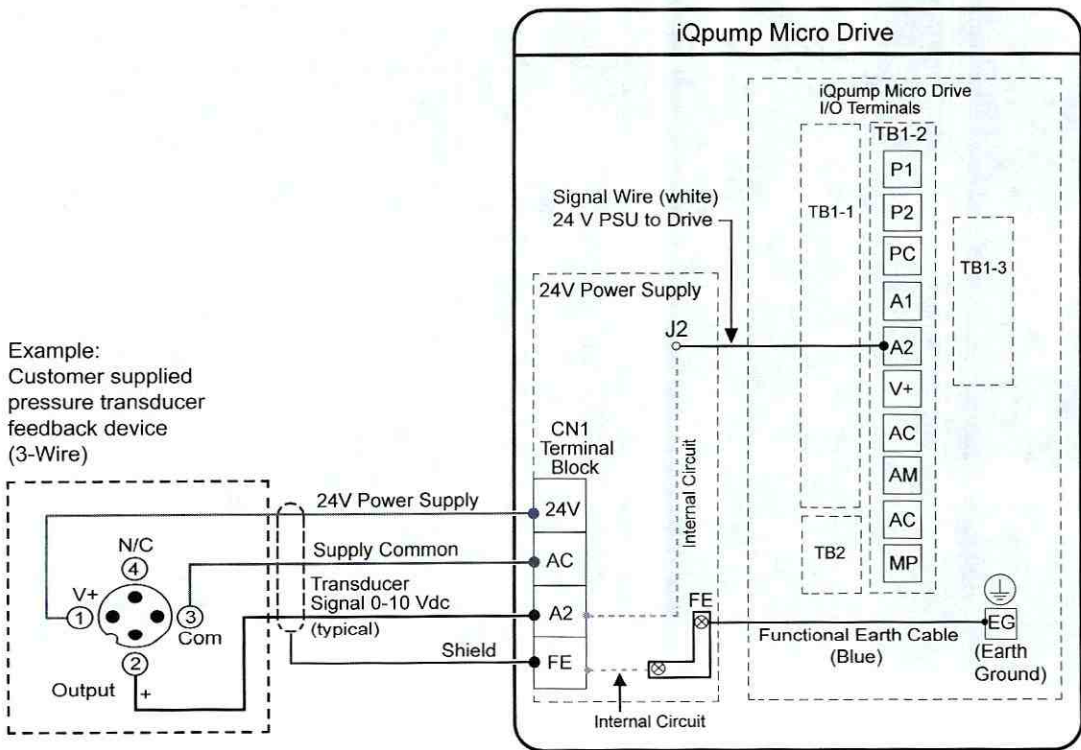 iQpump Micro Drive
iQpump Micro Drive
I/O Terminals
TB1-2
P1
P2
PC
A1
A2
V+
AC
AM
AC
MP
TB1-1
TB2
TB1-3
Signal Wire (white)
24 V PSU to Drive
24V Power Supply
J2
Internal Circuit
CN1
Terminal
Block
24V
AC
A2
FE
FE
Functional Earth Cable
(Blue)
EG
(Earth
Ground)
Internal Circuit
Example:
Customer supplied
pressure transducer
feedback device
(3-Wire)
24V Power Supply
Supply Common
Transducer
Signal 0-10 Vdc
(typical)
Shield
N/C
4
V+
1
3
Com
2
Output
+